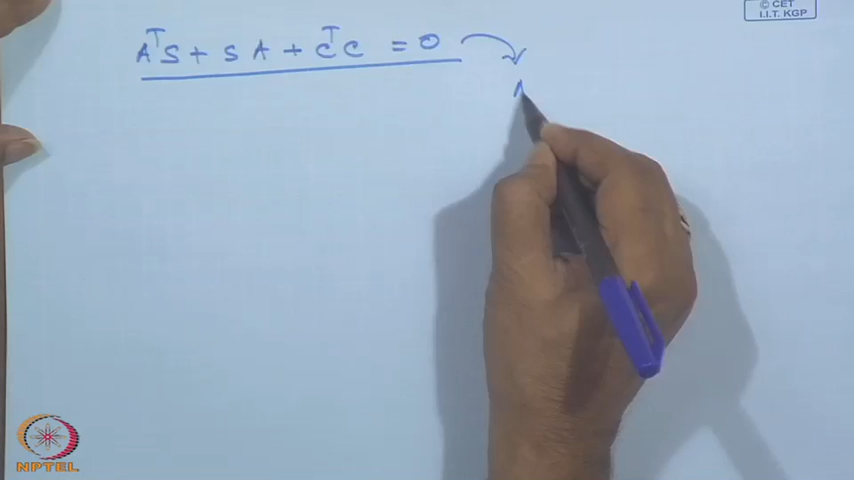 © CET
I.I.T. KGP
AᵀS + SA + CᵀC = 0
NPTEL